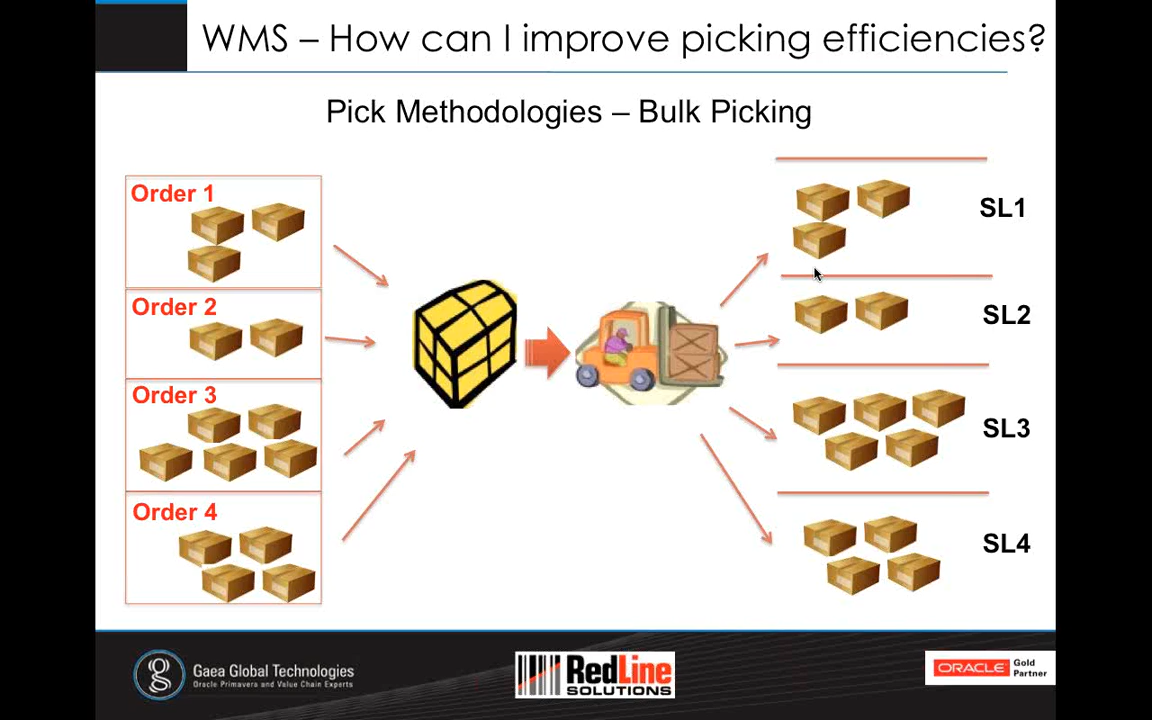 WMS – How can I improve picking efficiencies?
Pick Methodologies – Bulk Picking
Order 1
Order 2
Order 3
Order 4
SL1
SL2
SL3
SL4
Gaea Global Technologies
Oracle Primavera and Value Chain Experts
RedLine
SOLUTIONS
ORACLE
Gold
Partner